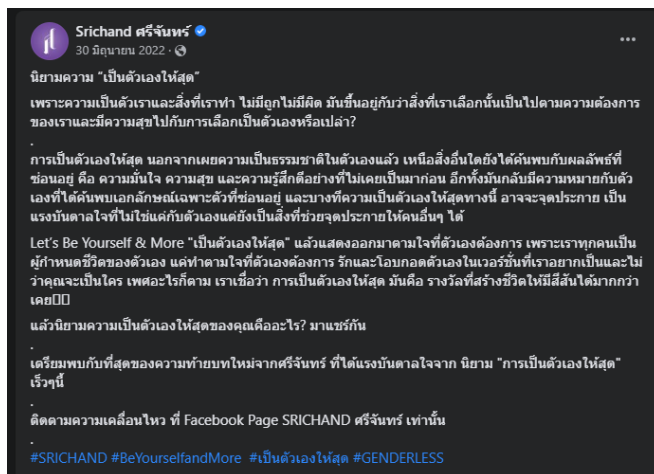 Srichand ศรีจันทร์
30 มิถุนายน 2022 ·
นิยามความ "เป็นตัวเองให้สุด"
เพราะความเป็นตัวเราและสิ่งที่เราทำ ไม่มีถูกไม่มีผิด มันขึ้นอยู่กับว่าสิ่งที่เราเลือกนั้นเป็นไปตามความต้องการ
ของเราและมีความสุขไปกับการเลือกเป็นตัวเองหรือเปล่า?
.
การเป็นตัวเองให้สุด นอกจากเผยความเป็นธรรมชาติในตัวเองแล้ว เหนือสิ่งอื่นใดยังได้ค้นพบกับผลลัพธ์ที่
ซ่อนอยู่ คือ ความมั่นใจ ความสุข และความรู้สึกดีอย่างที่ไม่เคยเป็นมาก่อน อีกทั้งมันกลับมีความหมายกับตัว
เองที่ได้ค้นพบเอกลักษณ์เฉพาะตัวที่ซ่อนอยู่ และบางทีความเป็นตัวเองให้สุดทางนี้ อาจจะจุดประกาย เป็น
แรงบันดาลใจที่ไม่ใช่แค่กับตัวเองแต่ยังเป็นสิ่งที่ช่วยจุดประกายให้คนอื่นๆ ได้
Let's Be Yourself & More "เป็นตัวเองให้สุด" แล้วแสดงออกมาตามใจที่ตัวเองต้องการ เพราะเราทุกคนเป็น
ผู้กำหนดชีวิตของตัวเอง แค่ทำตามใจที่ตัวเองต้องการ รักและโอบกอดตัวเองในเวอร์ชั่นที่เราอยากเป็นและไม่
ว่าคุณจะเป็นใคร เพศอะไรก็ตาม เราเชื่อว่า การเป็นตัวเองให้สุด มันคือ รางวัลที่สร้างชีวิตให้มีสีสันได้มากกว่า
เคย
แล้วนิยามความเป็นตัวเองให้สุดของคุณคืออะไร? มาแชร์กัน
.
เตรียมพบกับที่สุดของความท้ายบทใหม่จากศรีจันทร์ ที่ได้แรงบันดาลใจจาก นิยาม "การเป็นตัวเองให้สุด"
เร็วๆนี้
.
ติดตามความเคลื่อนไหว ที่ Facebook Page SRICHAND ศรีจันทร์ เท่านั้น
.
#SRICHAND #BeYourselfandMore #เป็นตัวเองให้สุด #GENDERLESS